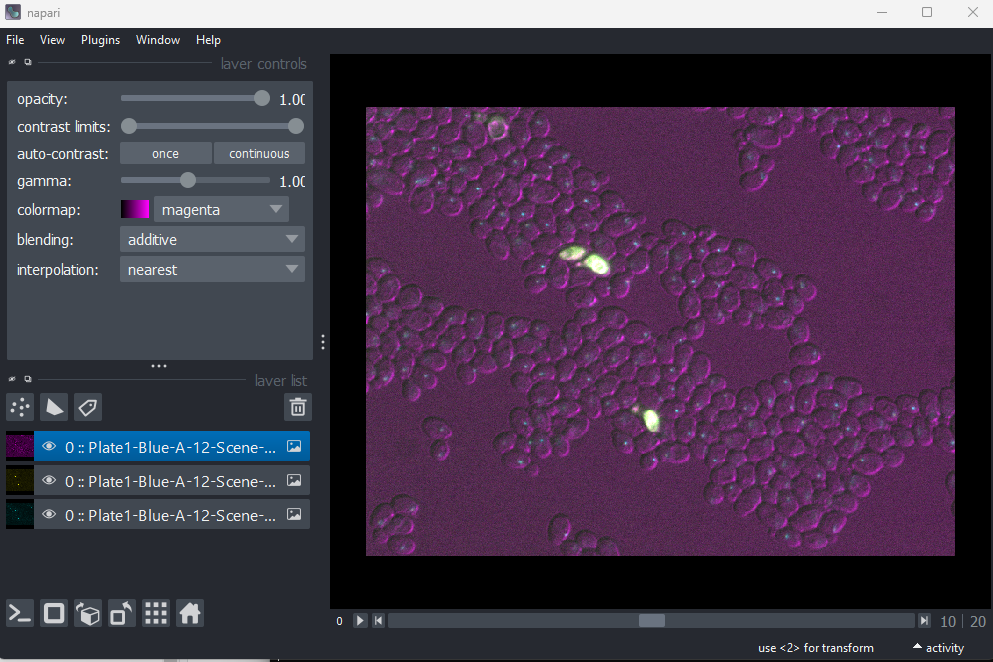 napari
File View Plugins Window Help
layer controls
opacity: 1.00
contrast limits:
auto-contrast: once continuous
gamma: 1.00
colormap: magenta
blending: additive
interpolation: nearest
layer list
0 :: Plate1-Blue-A-12-Scene-...
0 :: Plate1-Blue-A-12-Scene-...
0 :: Plate1-Blue-A-12-Scene-...
0 10 | 20
use <2> for transform activity